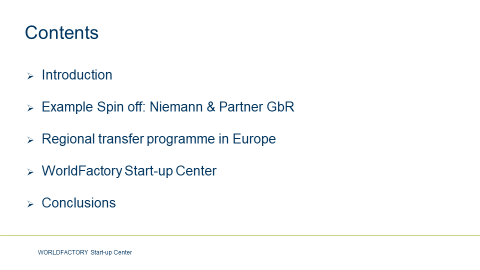 Contents
➢ Introduction
➢ Example Spin off: Niemann & Partner GbR
➢ Regional transfer programme in Europe
➢ WorldFactory Start-up Center
➢ Conclusions
WORLDFACTORY Start-up Center